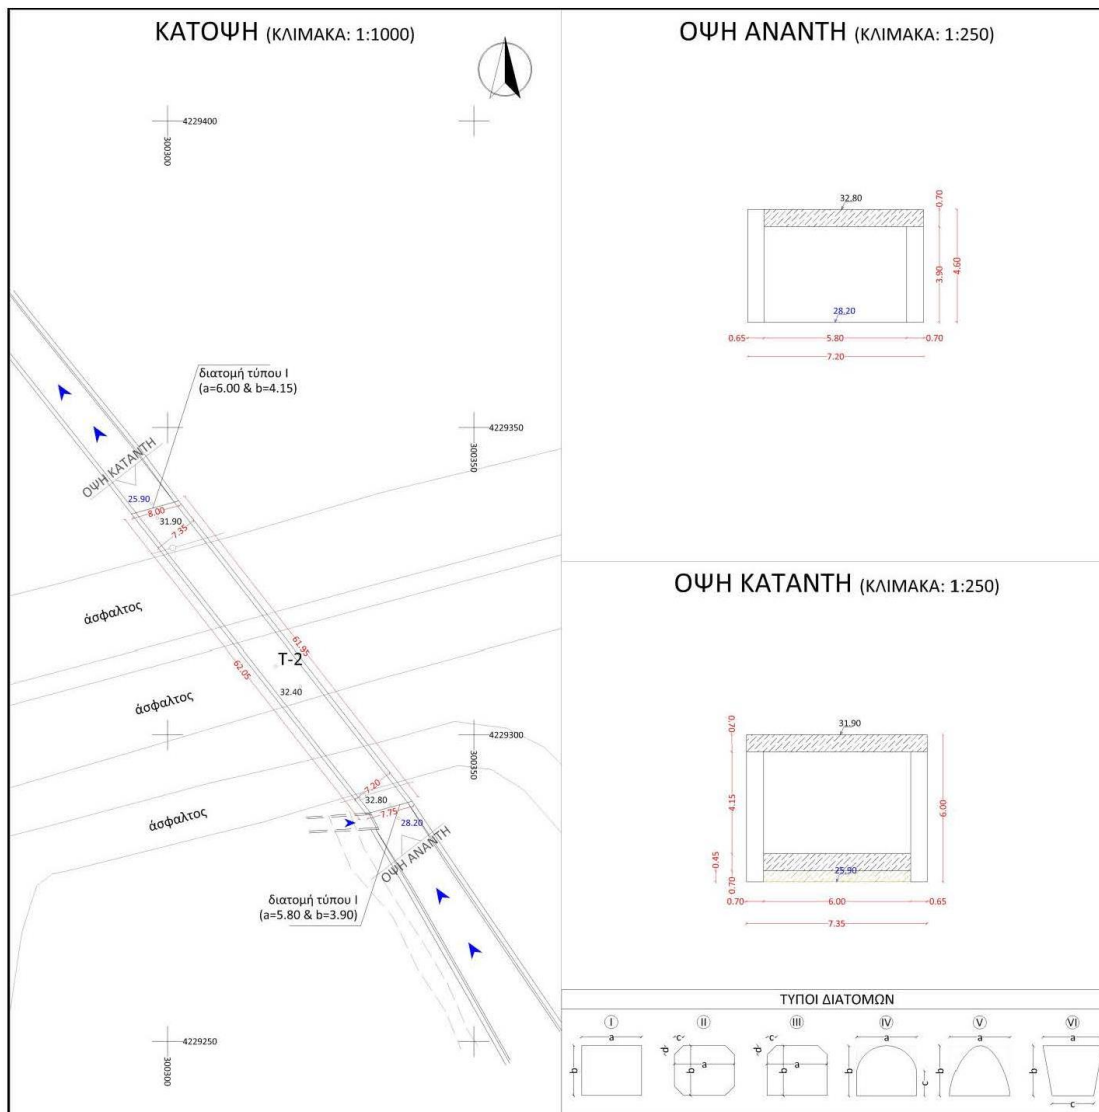 ΚΑΤΟΨΗ (ΚΛΙΜΑΚΑ: 1:1000)
4229400
300300
διατομή τύπου Ι
(a=6.00 & b=4.15)
4229350
300350
ΟΨΗ ΚΑΤΑΝΤΗ
25.90
8.00
31.90
7.35
άσφαλτος
61.95
62.05
T-2
32.40
άσφαλτος
4229300
300350
7.20
32.80
7.75
28.20
άσφαλτος
ΟΨΗ ΑΝΑΝΤΗ
διατομή τύπου Ι
(a=5.80 & b=3.90)
4229250
300300
ΟΨΗ ΑΝΑΝΤΗ (ΚΛΙΜΑΚΑ: 1:250)
32.80
0.70
3.90
4.60
28.20
0.65 5.80 0.70
7.20
ΟΨΗ ΚΑΤΑΝΤΗ (ΚΛΙΜΑΚΑ: 1:250)
31.90
0.70
4.15
6.00
0.45
0.70
25.90
0.70 6.00 0.65
7.35
ΤΥΠΟΙ ΔΙΑΤΟΜΩΝ
I II III IV V VI
a b
c d b a
c d b a
a b c
a b
a b c